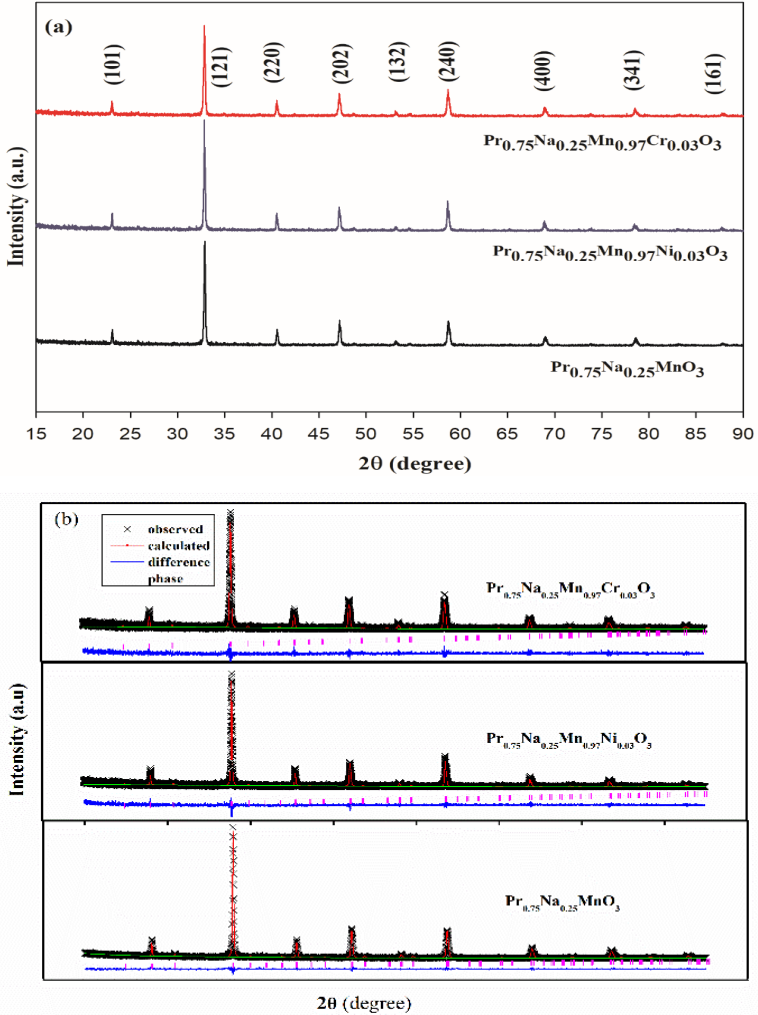 (a)
(101)
(121)
(220)
(202)
(132)
(240)
(400)
(341)
(161)
Pr0.75Na0.25Mn0.97Cr0.03O3
Pr0.75Na0.25Mn0.97Ni0.03O3
Pr0.75Na0.25MnO3
Intensity (a.u.)
15 20 25 30 35 40 45 50 55 60 65 70 75 80 85 90
2θ (degree)
(b)
observed
calculated
difference
phase
Pr0.75Na0.25Mn0.97Cr0.03O3
Pr0.75Na0.25Mn0.97Ni0.03O3
Pr0.75Na0.25MnO3
Intensity (a.u)
2θ (degree)